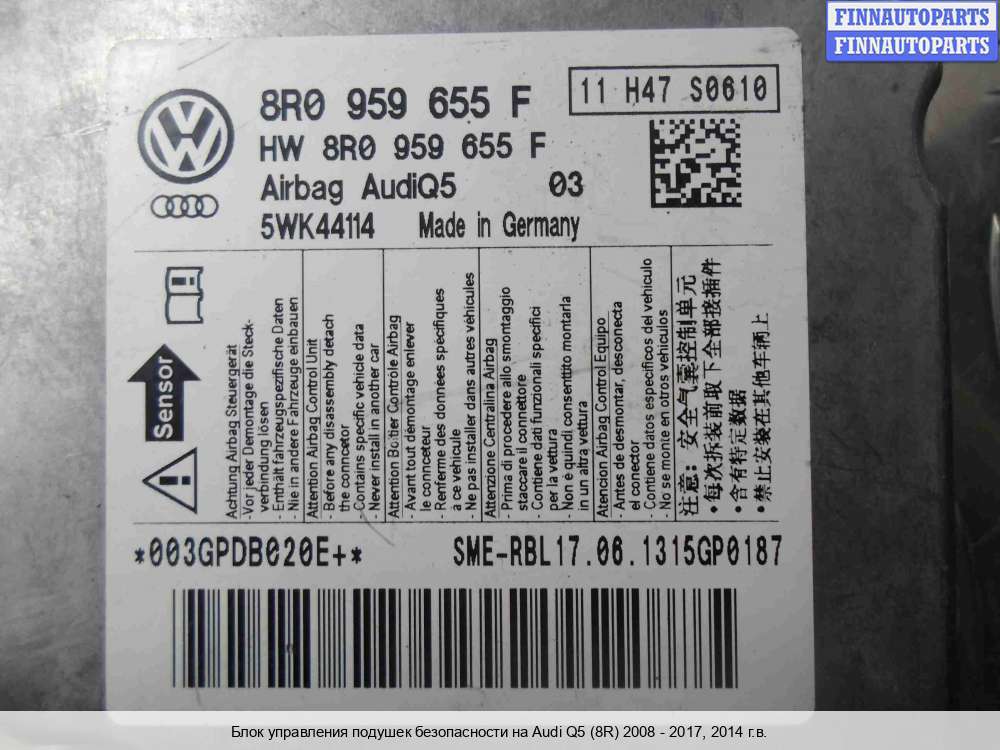 FINNAUTOPARTS
FINNAUTOPARTS
8R0 959 655 F
11 H47 S0610
HW 8R0 959 655 F
Airbag AudiQ5 03
5WK44114 Made in Germany
Sensor
Achtung Airbag Steuergerät
-Vor jeder Demontage die Steck-
verbindung lösen
- Enthält fahrzeugspezifische Daten
- Nie in andere Fahrzeuge einbauen
Attention Airbag Control Unit
- Before any disassembly detach
the conncetor
- Contains specific vehicle data
- Never install in another car
Attention Boîtier Contrôle Airbag
- Avant tout démontage enlever
le conceteur
- Renferme des données spécifiques
à ce véhicule
- Ne pas installer dans autres véhicules
Attenzione Centralina Airbag
- Prima di procedere allo smontaggio
staccare il connettore
- Contiene dati funzionali specifici
per la vettura
- Non è quindi consentitito montarla
in un altra vettura
Atencion Airbag Control Equipo
- Antes de desmontar, desconecta
el conector
- Contiene datos especificos del vehiculo
- No se monte en otros vehiculos
注意: 安全气囊控制单元
•每次拆装前取下全部接插件
•含有特定数据
•禁止安装在其他车辆上
*003GPDB020E+* SME-RBL17.06.1315GP0187
Блок управления подушек безопасности на Audi Q5 (8R) 2008 - 2017, 2014 г.в.